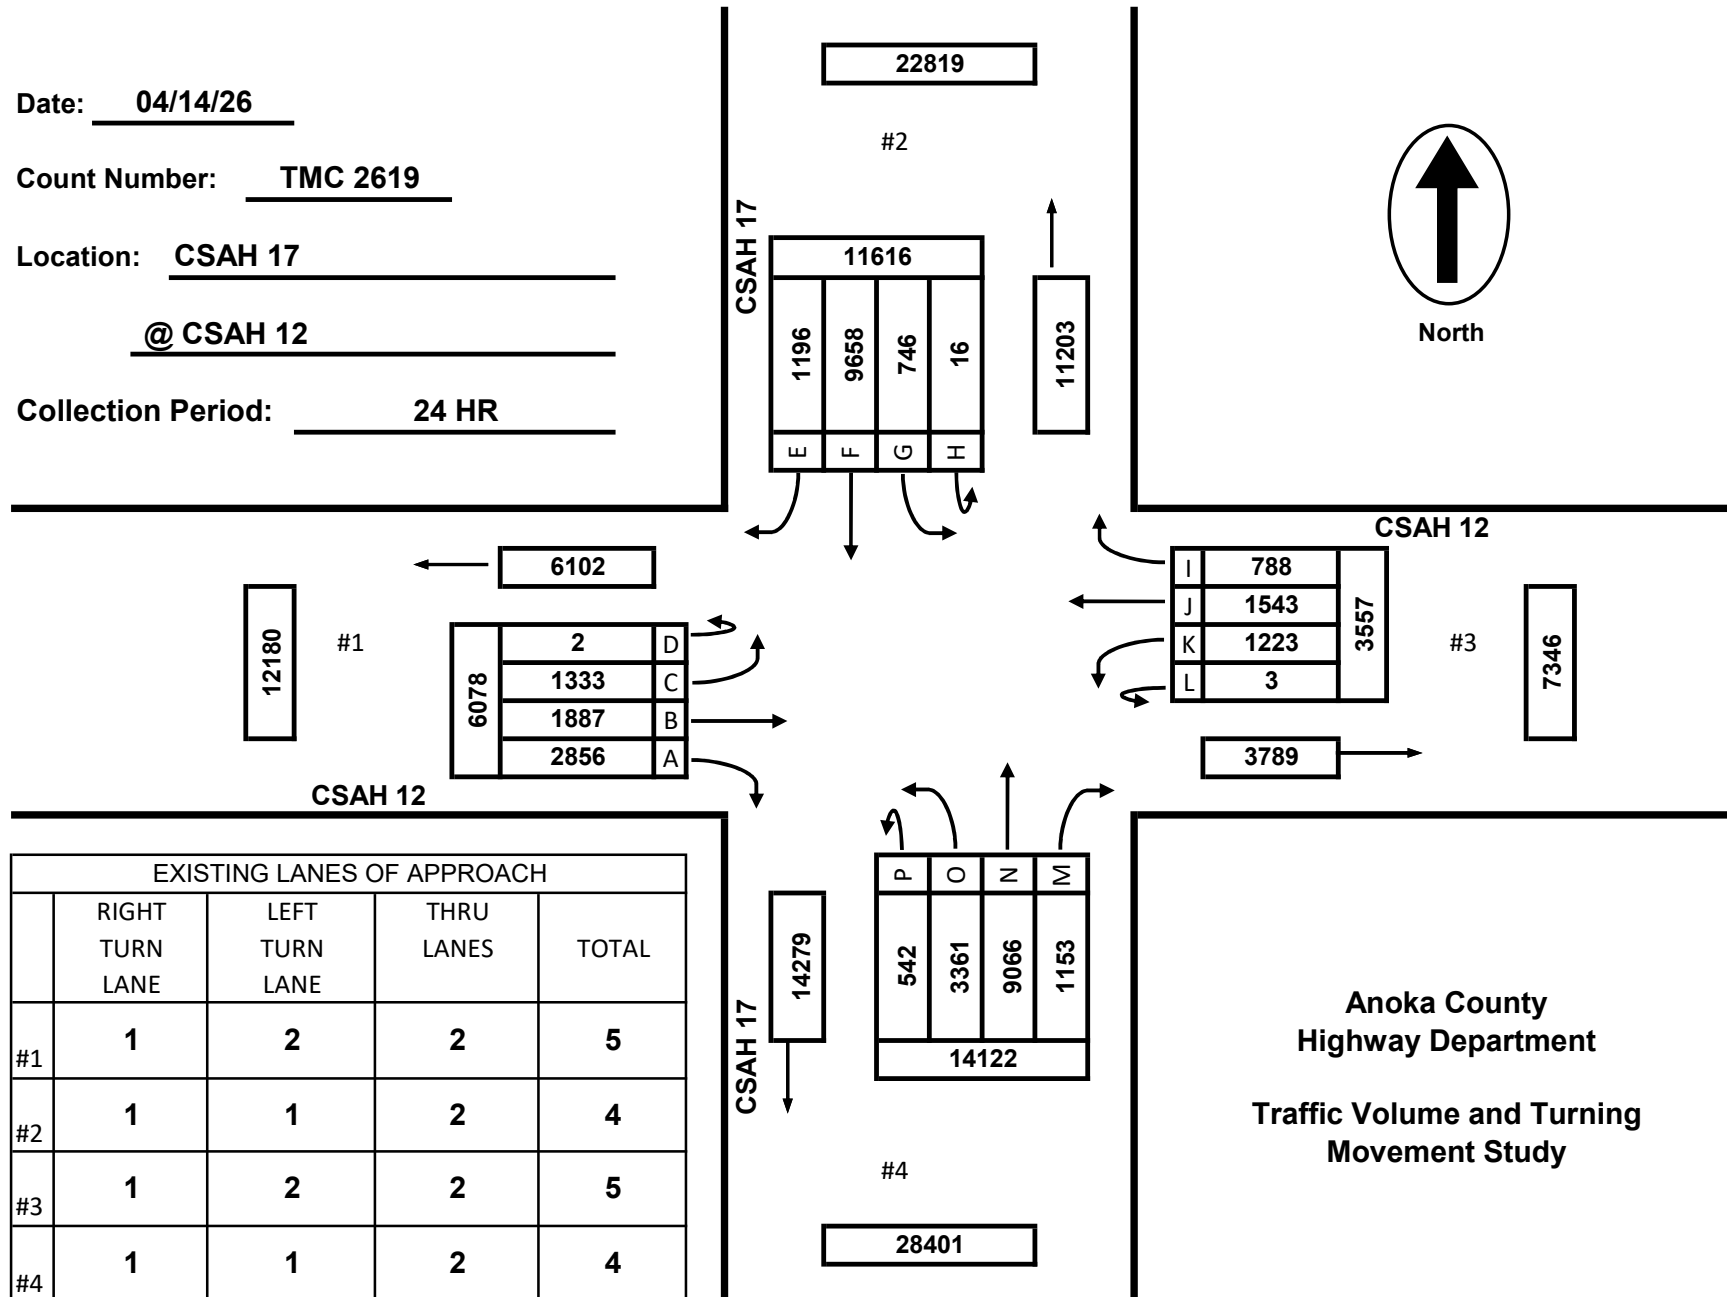 22819
Date: 04/14/26
#2
Count Number: TMC 2619
CSAH 17
Location: CSAH 17
11616
1196 9658 746 16
11203
North
@ CSAH 12
Collection Period: 24 HR
E F G H
CSAH 12
6102
I 788
J 1543
K 1223
L 3
3557
#3
7346
12180
#1
6078
2 D
1333 C
1887 B
2856 A
3789
CSAH 12
EXISTING LANES OF APPROACH
RIGHT TURN LANE
LEFT TURN LANE
THRU LANES
TOTAL
#1 1 2 2 5
#2 1 1 2 4
#3 1 2 2 5
#4 1 1 2 4
P O N M
542 3361 9066 1153
14122
14279
CSAH 17
#4
28401
Anoka County
Highway Department
Traffic Volume and Turning
Movement Study